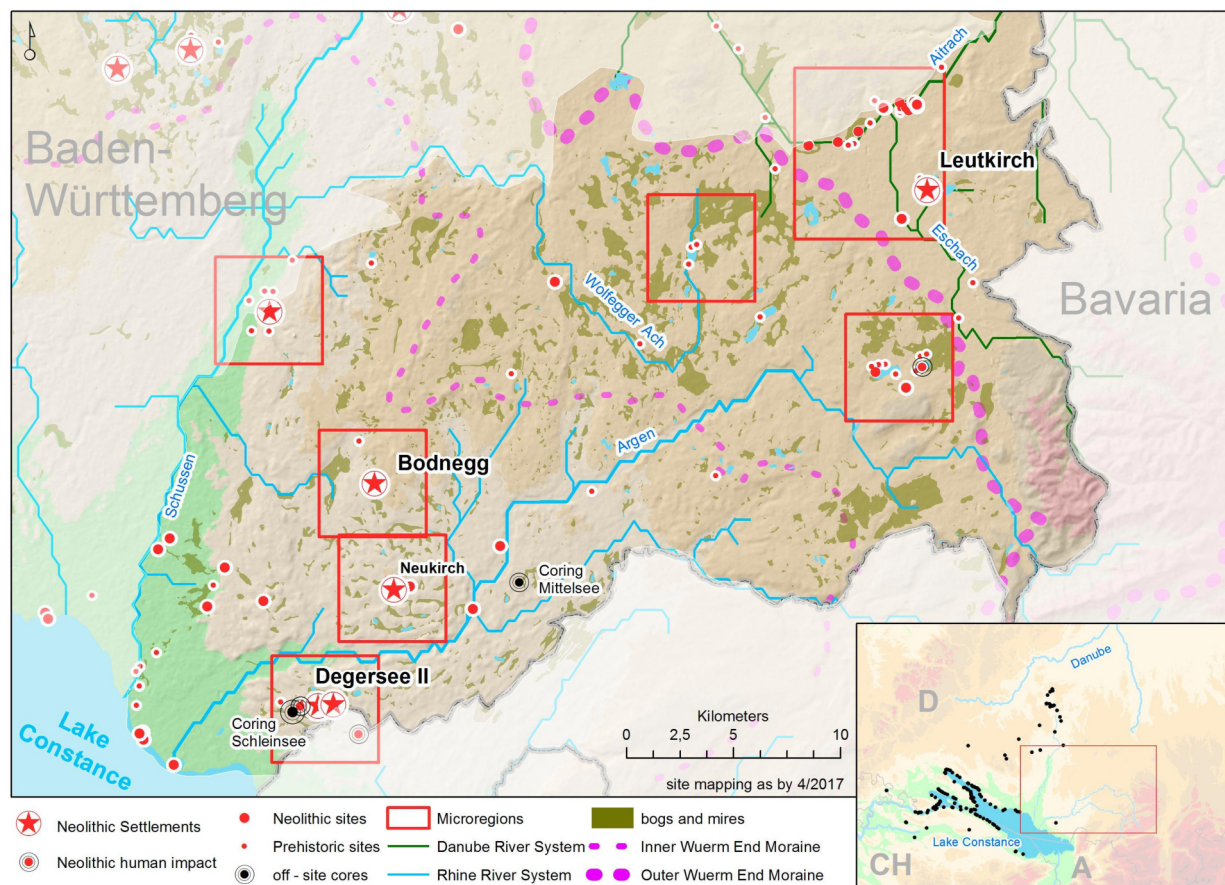 Baden-
Württemberg
Aitrach
Leutkirch
Eschach
Bavaria
Wolfegger Ach
Argen
Bodnegg
Schussen
Neukirch
Coring
Mittelsee
Degersee II
Coring
Schleinsee
Lake
Constance
Kilometers
0 2,5 5 10
site mapping as by 4/2017
Danube
D
Lake Constance
CH
A
Neolithic Settlements
Neolithic sites
Microregions
bogs and mires
Prehistoric sites
Danube River System
Inner Wuerm End Moraine
Neolithic human impact
off - site cores
Rhine River System
Outer Wuerm End Moraine